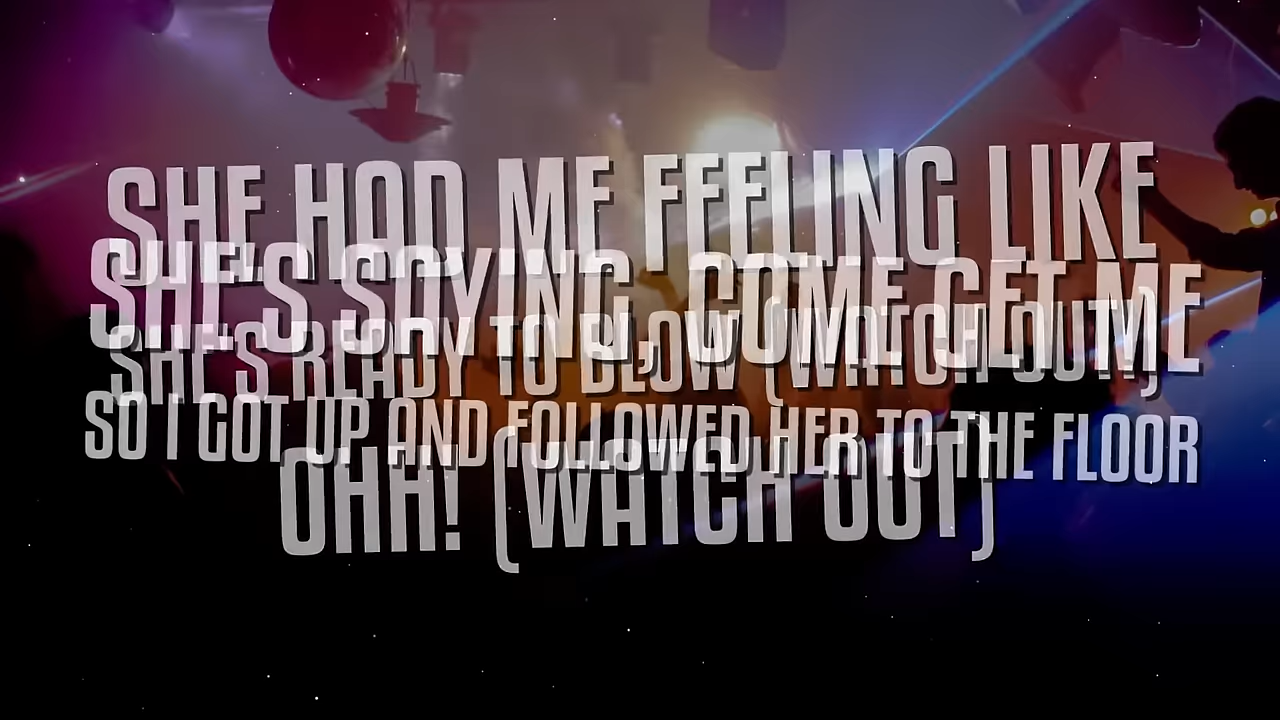 SHE HAD ME FEELING LIKE
SHE'S SAYING, COME GET ME
SHE'S READY TO BLOW (WATCH OUT!)
SO I GOT UP AND FOLLOWED HER TO THE FLOOR
OHH! (WATCH OUT)